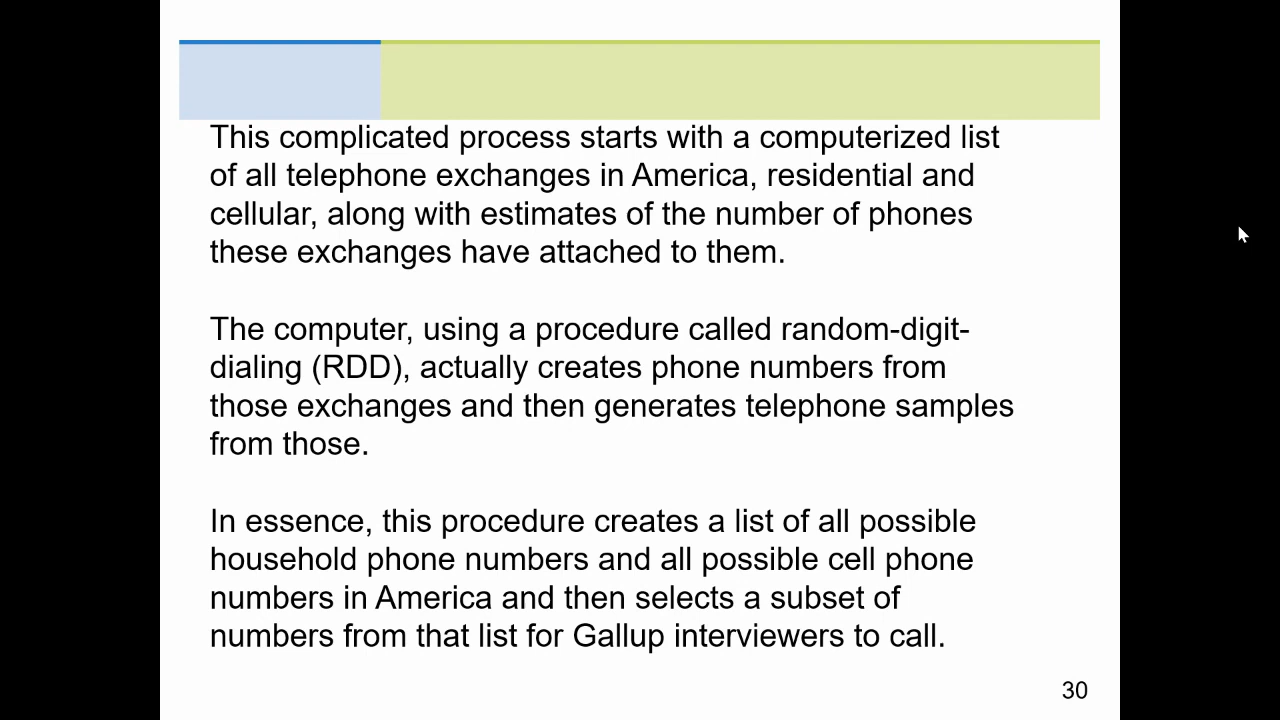 This complicated process starts with a computerized list
of all telephone exchanges in America, residential and
cellular, along with estimates of the number of phones
these exchanges have attached to them.
The computer, using a procedure called random-digit-
dialing (RDD), actually creates phone numbers from
those exchanges and then generates telephone samples
from those.
In essence, this procedure creates a list of all possible
household phone numbers and all possible cell phone
numbers in America and then selects a subset of
numbers from that list for Gallup interviewers to call.
30